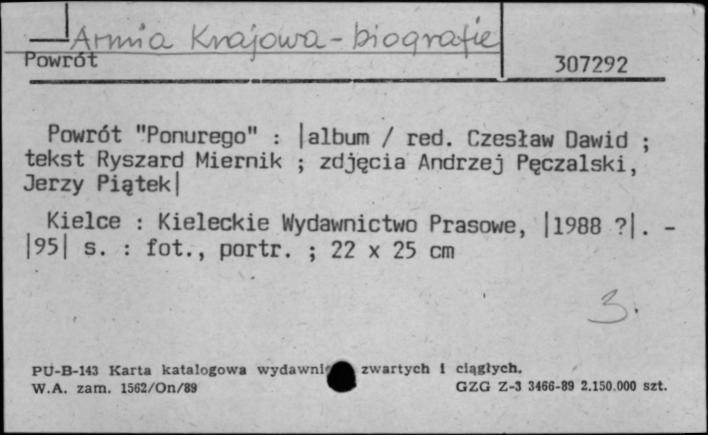 Armia Krajowa - biografie
Powrót
307292
Powrót "Ponurego" : |album / red. Czesław Dawid ;
tekst Ryszard Miernik ; zdjęcia Andrzej Pęczalski,
Jerzy Piątek|
Kielce : Kieleckie Wydawnictwo Prasowe, |1988 ?|. -
|95| s. : fot., portr. ; 22 x 25 cm
3.
PU-B-143 Karta katalogowa zwartych i ciągłych.
W.A. zam. 1562/On/89 GZG Z-3 3466-89 2.150.000 szt.